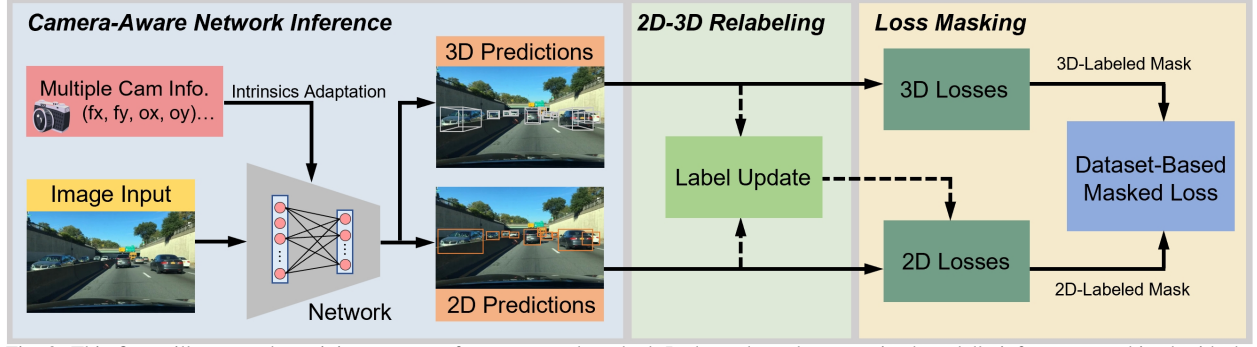 Camera-Aware Network Inference
2D-3D Relabeling
Loss Masking
Multiple Cam Info.
(fx, fy, ox, oy)...
Intrinsics Adaptation
Image Input
Network
3D Predictions
2D Predictions
Label Update
3D Losses
2D Losses
3D-Labeled Mask
Dataset-Based
Masked Loss
2D-Labeled Mask